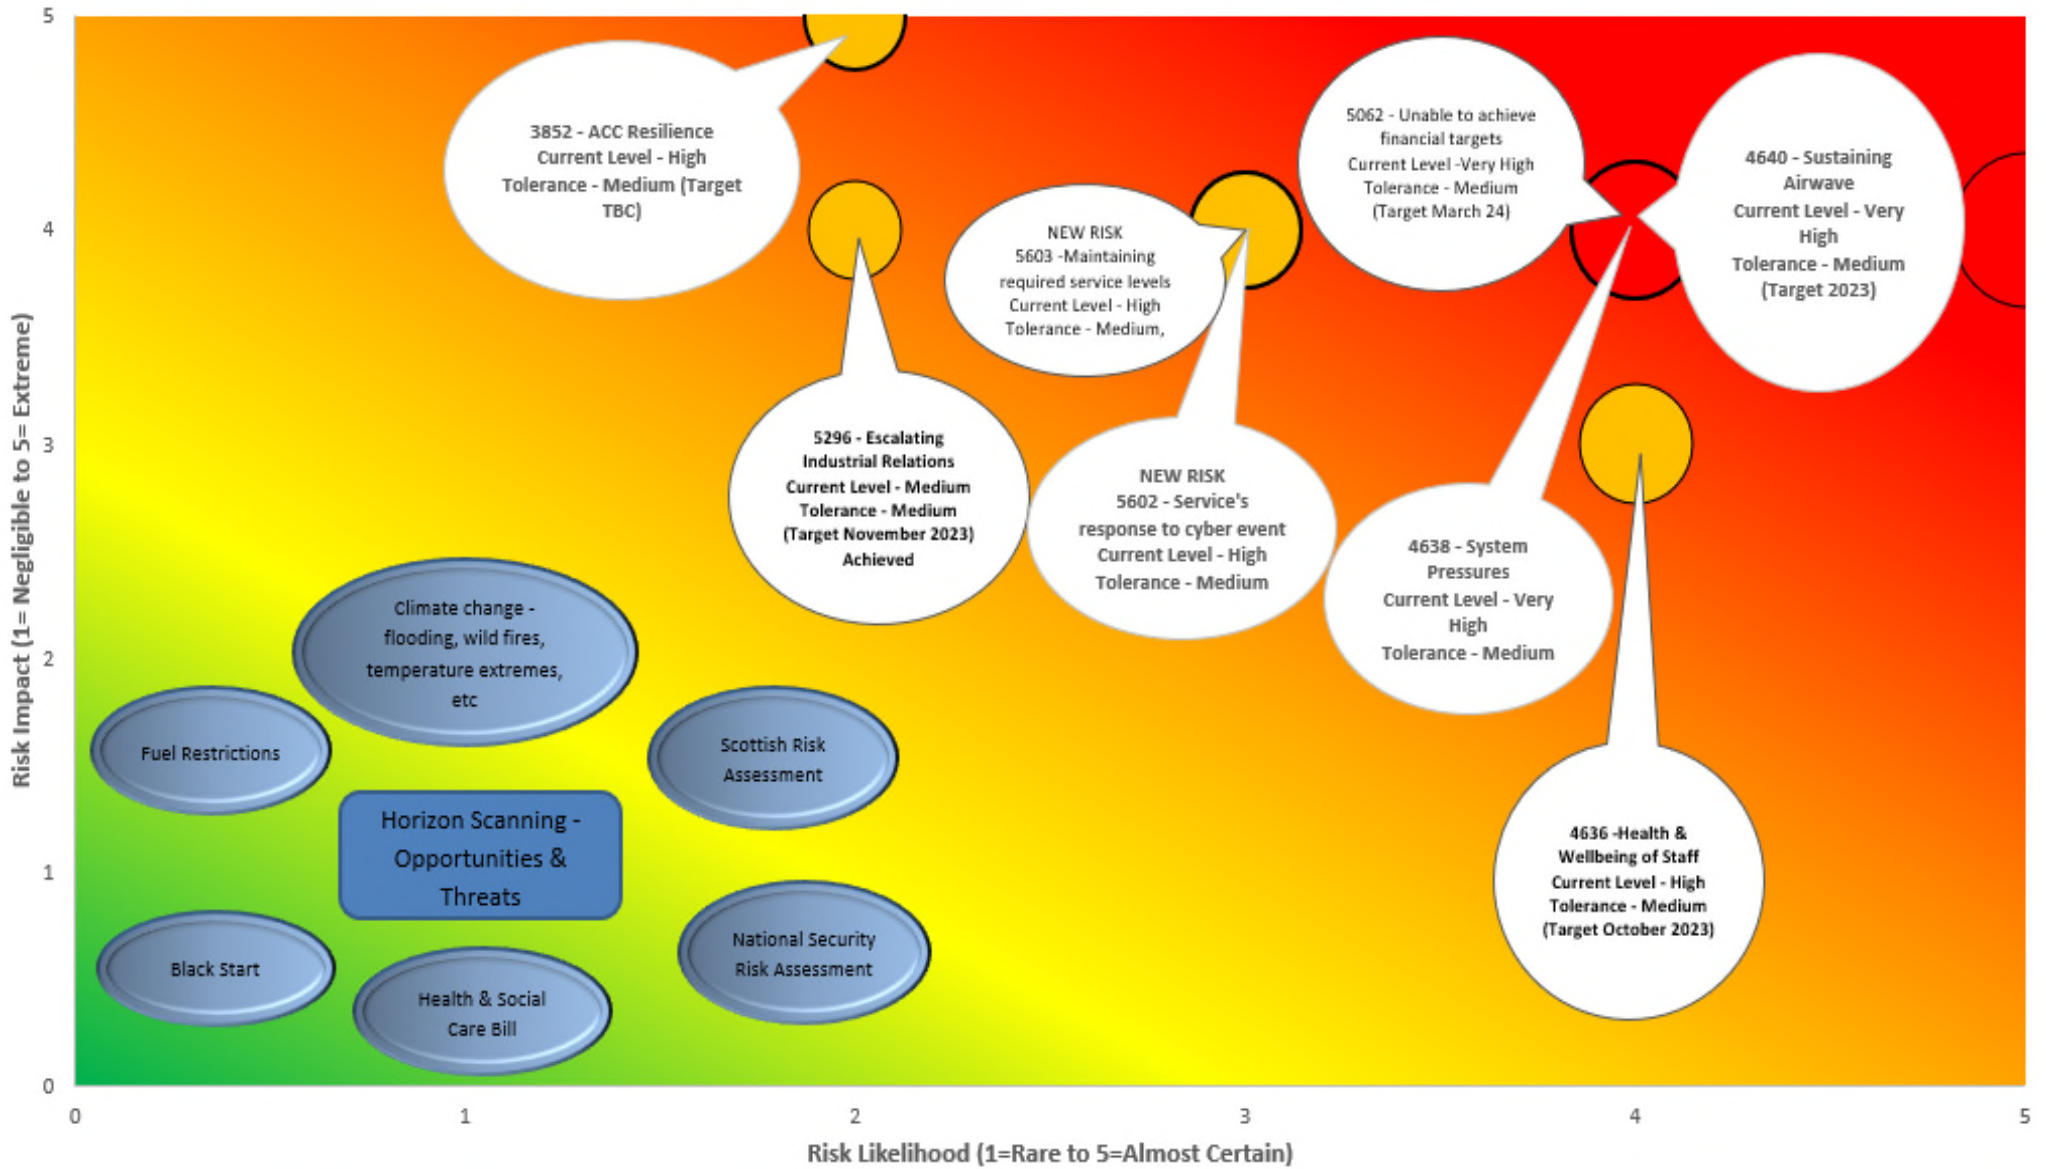 5
3852 - ACC Resilience
Current Level - High
Tolerance - Medium (Target
TBC)
5062 - Unable to achieve
financial targets
Current Level -Very High
Tolerance - Medium
(Target March 24)
4640 - Sustaining
Airwave
Current Level - Very
High
Tolerance - Medium
(Target 2023)
4
NEW RISK
5603 -Maintaining
required service levels
Current Level - High
Tolerance - Medium,
3
5296 - Escalating
Industrial Relations
Current Level - Medium
Tolerance - Medium
(Target November 2023)
Achieved
NEW RISK
5602 - Service's
response to cyber event
Current Level - High
Tolerance - Medium
4638 - System
Pressures
Current Level - Very
High
Tolerance - Medium
2
Climate change -
flooding, wild fires,
temperature extremes,
etc
Fuel Restrictions
Scottish Risk
Assessment
Horizon Scanning -
Opportunities &
Threats
1
4636 -Health &
Wellbeing of Staff
Current Level - High
Tolerance - Medium
(Target October 2023)
Black Start
National Security
Risk Assessment
Health & Social
Care Bill
0
0 1 2 3 4 5
Risk Likelihood (1=Rare to 5=Almost Certain)
Risk Impact (1= Negligible to 5= Extreme)